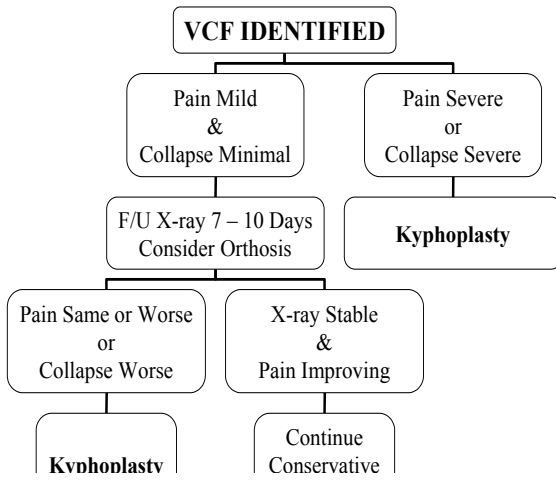 VCF IDENTIFIED
Pain Mild
&
Collapse Minimal
Pain Severe
or
Collapse Severe
F/U X-ray 7 – 10 Days
Consider Orthosis
Kyphoplasty
Pain Same or Worse
or
Collapse Worse
X-ray Stable
&
Pain Improving
Kyphoplasty
Continue
Conservative